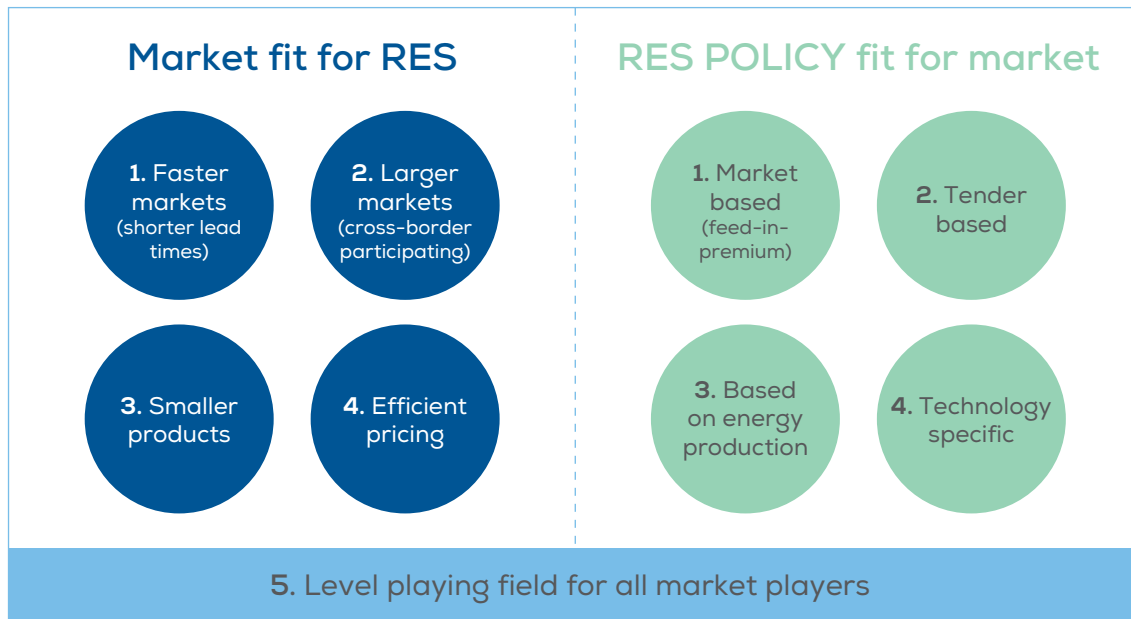 Market fit for RES
1. Faster
markets
(shorter lead
times)
2. Larger
markets
(cross-border
participating)
3. Smaller
products
4. Efficient
pricing
RES POLICY fit for market
1. Market
based
(feed-in-
premium)
2. Tender
based
3. Based
on energy
production
4. Technology
specific
5. Level playing field for all market players